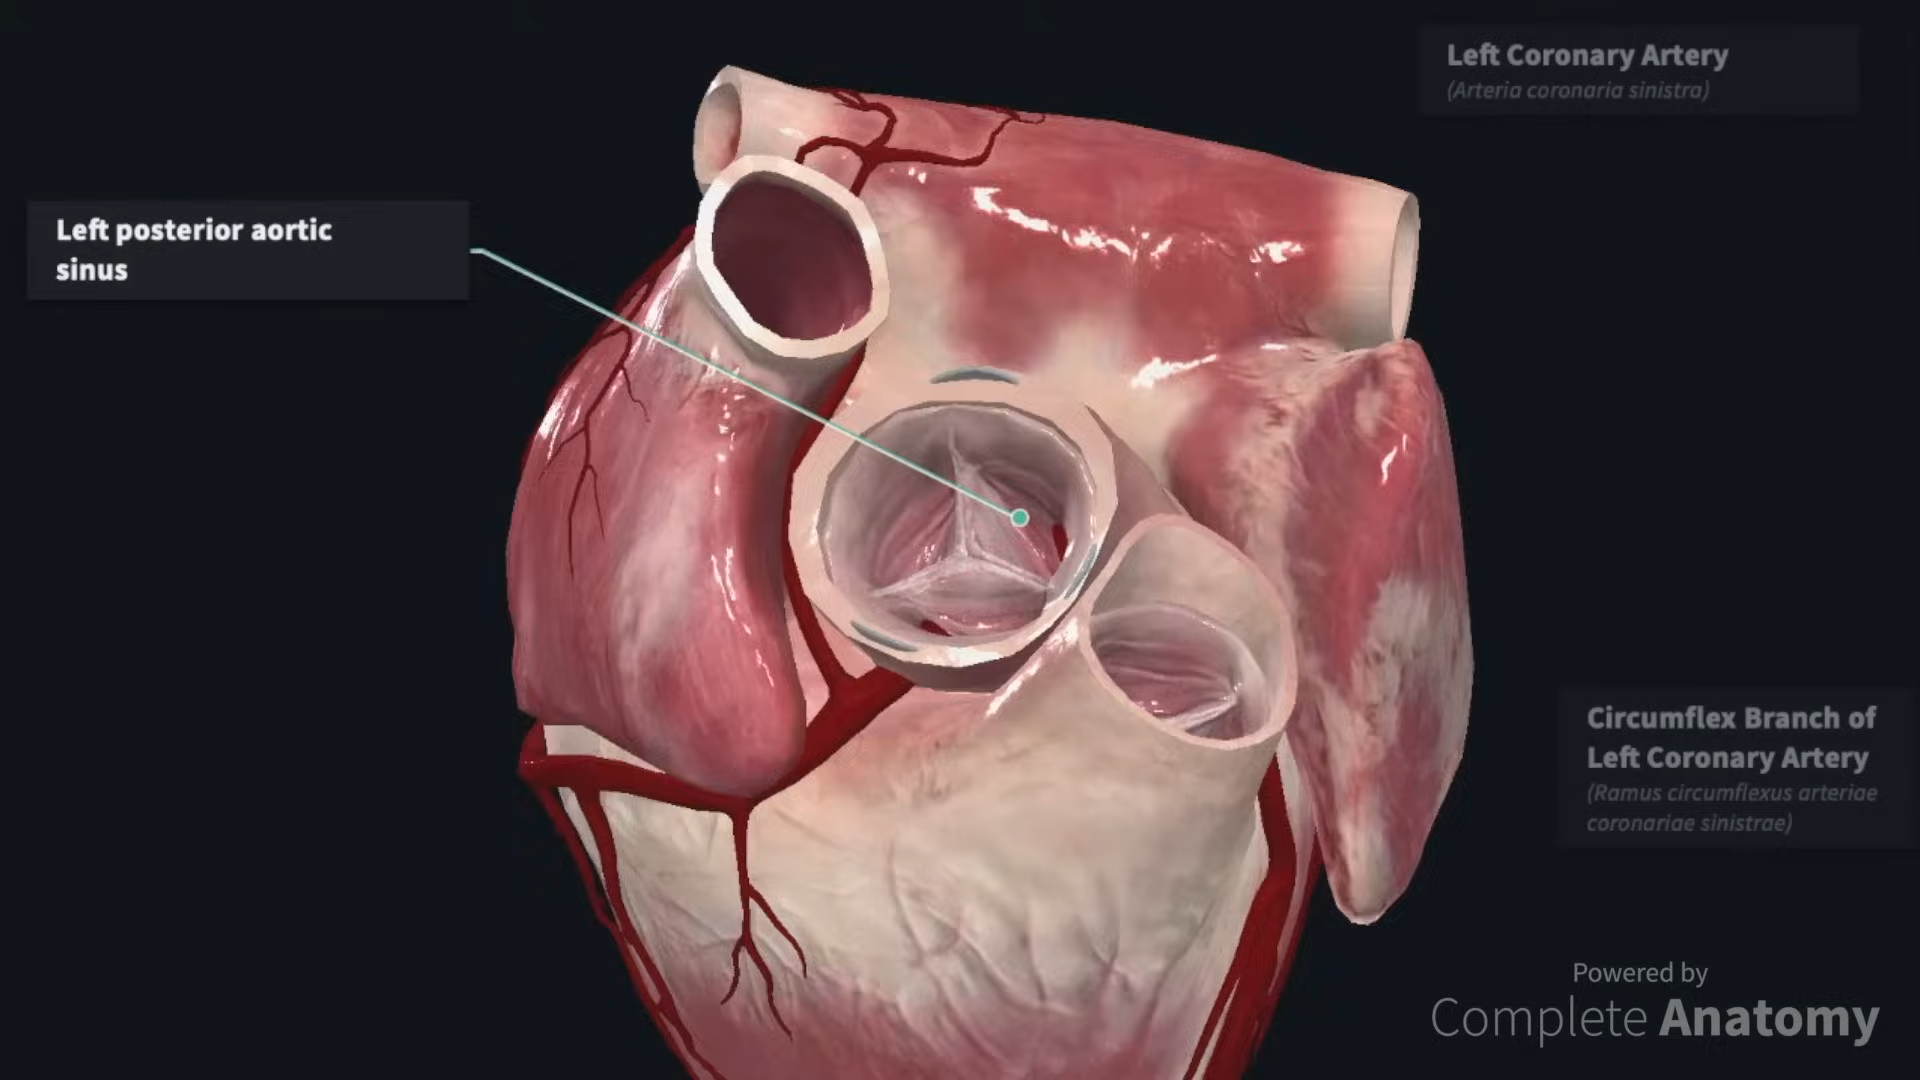 Left Coronary Artery
(Arteria coronaria sinistra)
Left posterior aortic
sinus
Circumflex Branch of
Left Coronary Artery
(Ramus circumflexus arteriae
coronariae sinistrae)
Powered by
Complete Anatomy